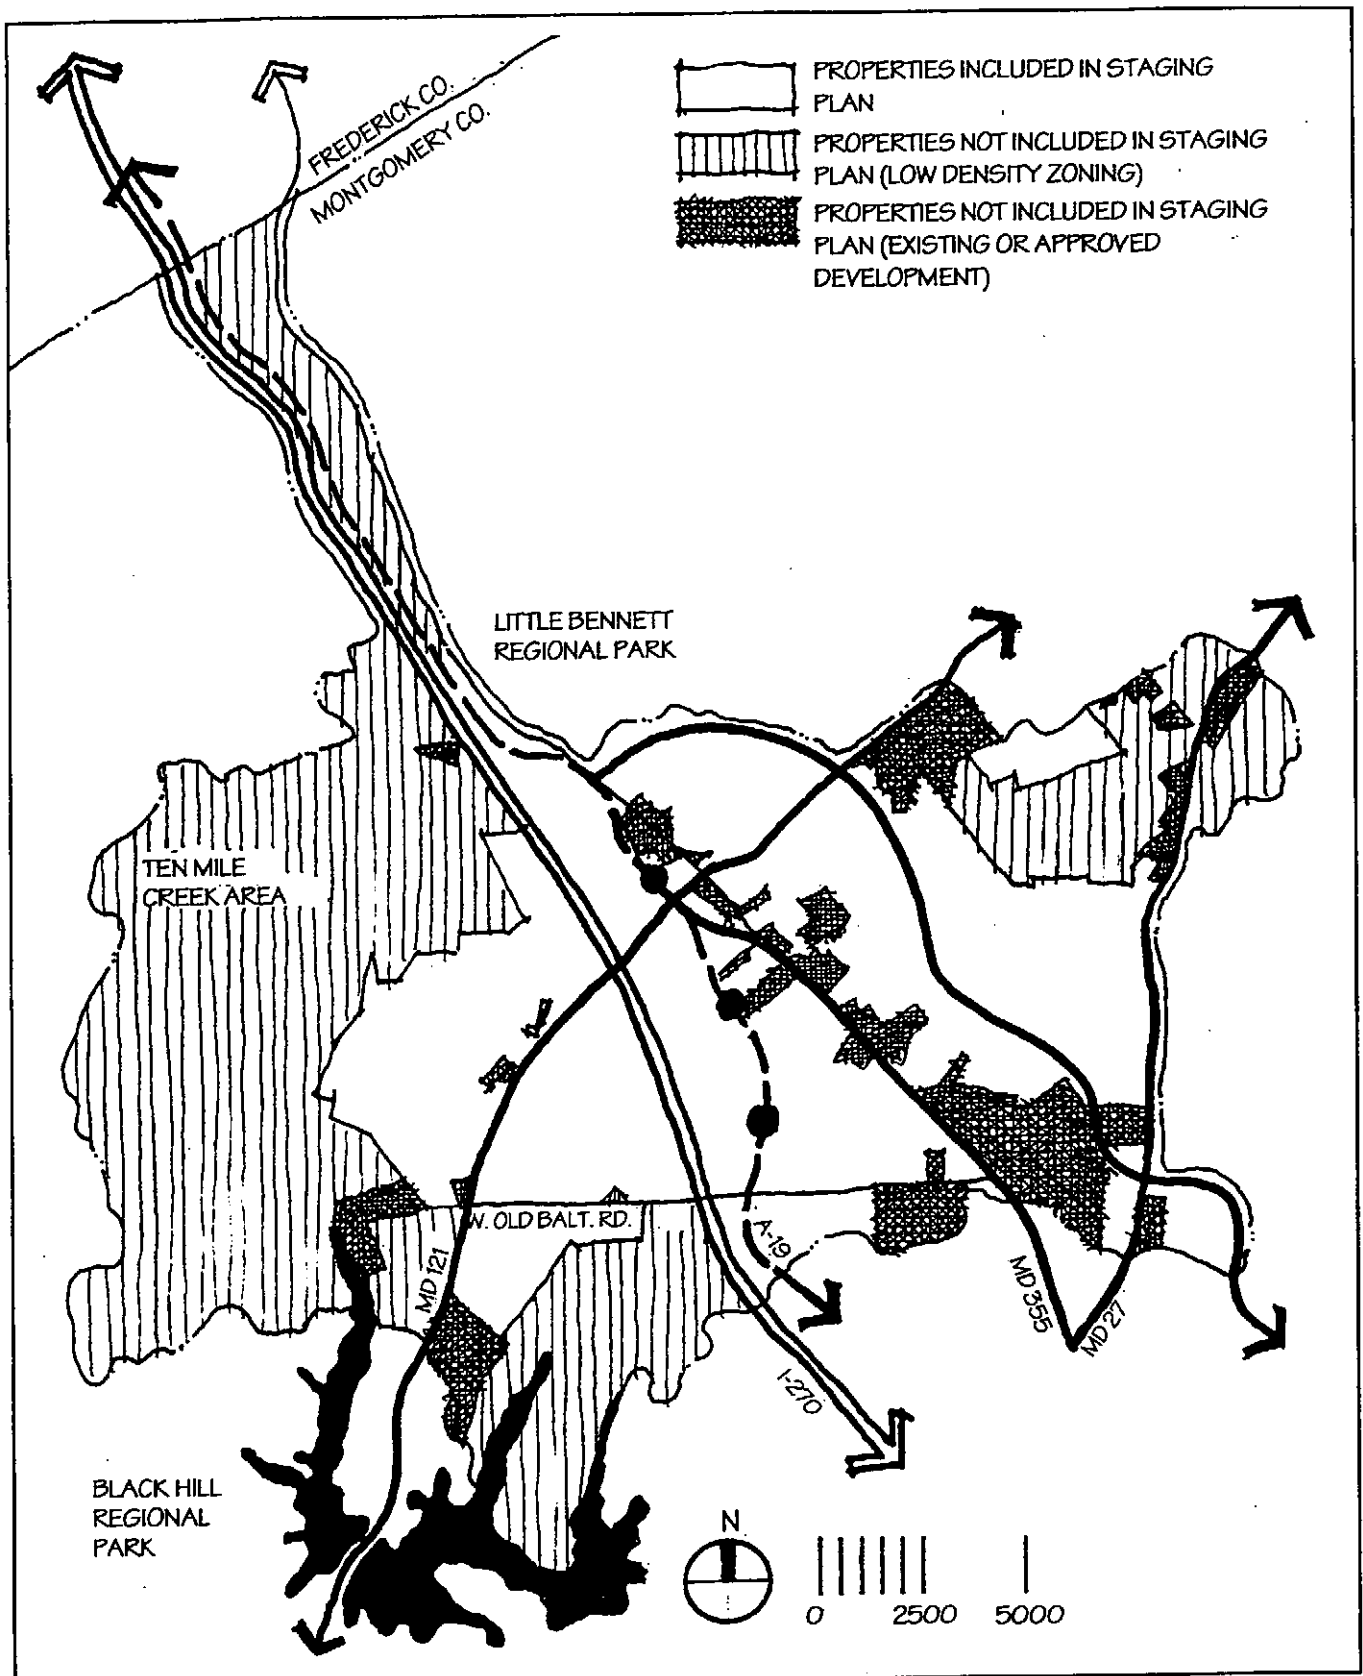 PROPERTIES INCLUDED IN STAGING
PLAN
PROPERTIES NOT INCLUDED IN STAGING
PLAN (LOW DENSITY ZONING)
PROPERTIES NOT INCLUDED IN STAGING
PLAN (EXISTING OR APPROVED
DEVELOPMENT)
FREDERICK CO.
MONTGOMERY CO.
LITTLE BENNETT
REGIONAL PARK
TEN MILE
CREEK AREA
W. OLD BALT. RD.
A-19
MD 121
MD 355
MD 27
I-270
BLACK HILL
REGIONAL
PARK
N
0 2500 5000